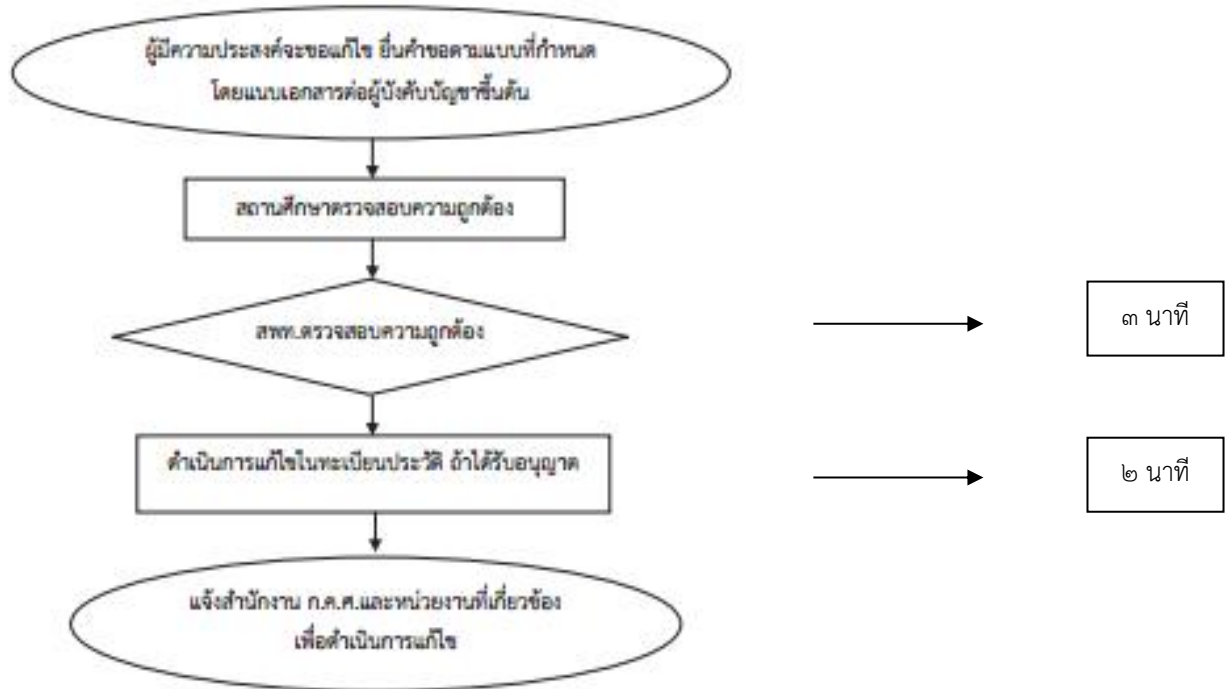 ผู้มีความประสงค์จะขอแก้ไข ยื่นคำขอตามแบบที่กำหนด
โดยแนบเอกสารต่อผู้บังคับบัญชาชั้นต้น
สถานศึกษาตรวจสอบความถูกต้อง
สพท.ตรวจสอบความถูกต้อง
๓ นาที
ดำเนินการแก้ไขในทะเบียนประวัติ ถ้าได้รับอนุญาต
๒ นาที
แจ้งสำนักงาน ก.ค.ศ.และหน่วยงานที่เกี่ยวข้อง
เพื่อดำเนินการแก้ไข